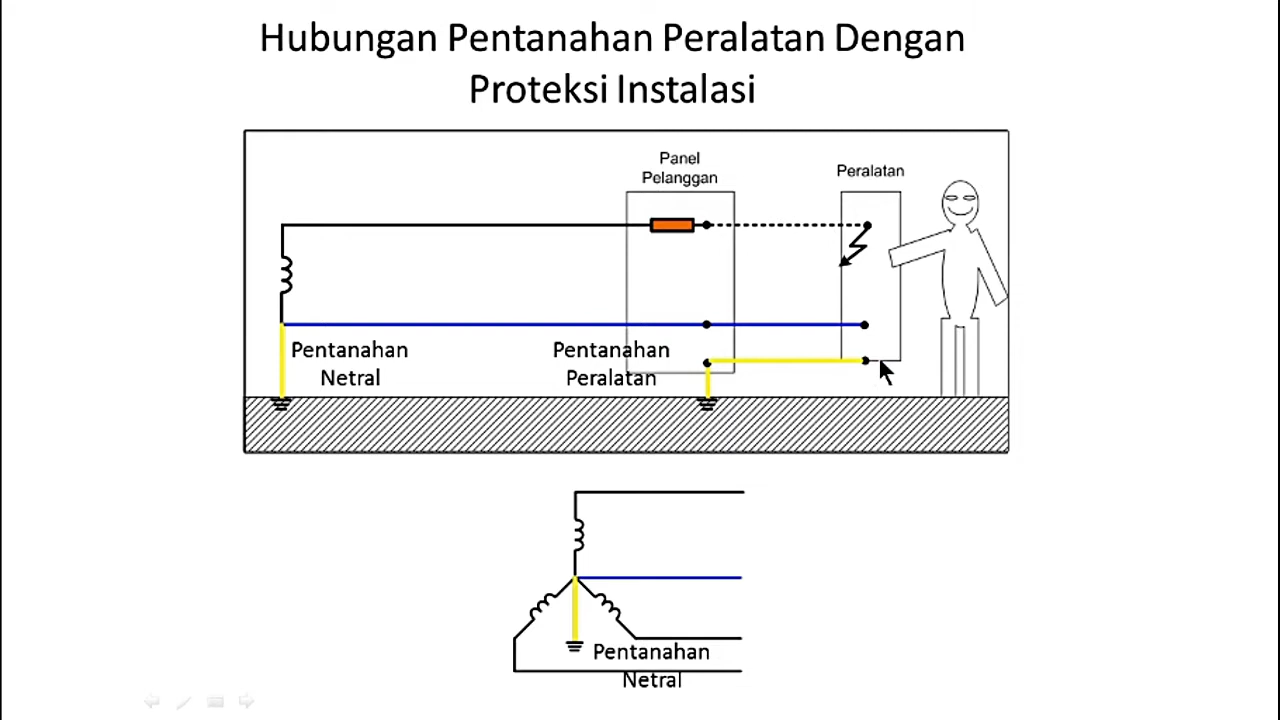 Hubungan Pentanahan Peralatan Dengan
Proteksi Instalasi
Panel
Pelanggan
Peralatan
Pentanahan
Netral
Pentanahan
Peralatan
Pentanahan
Netral